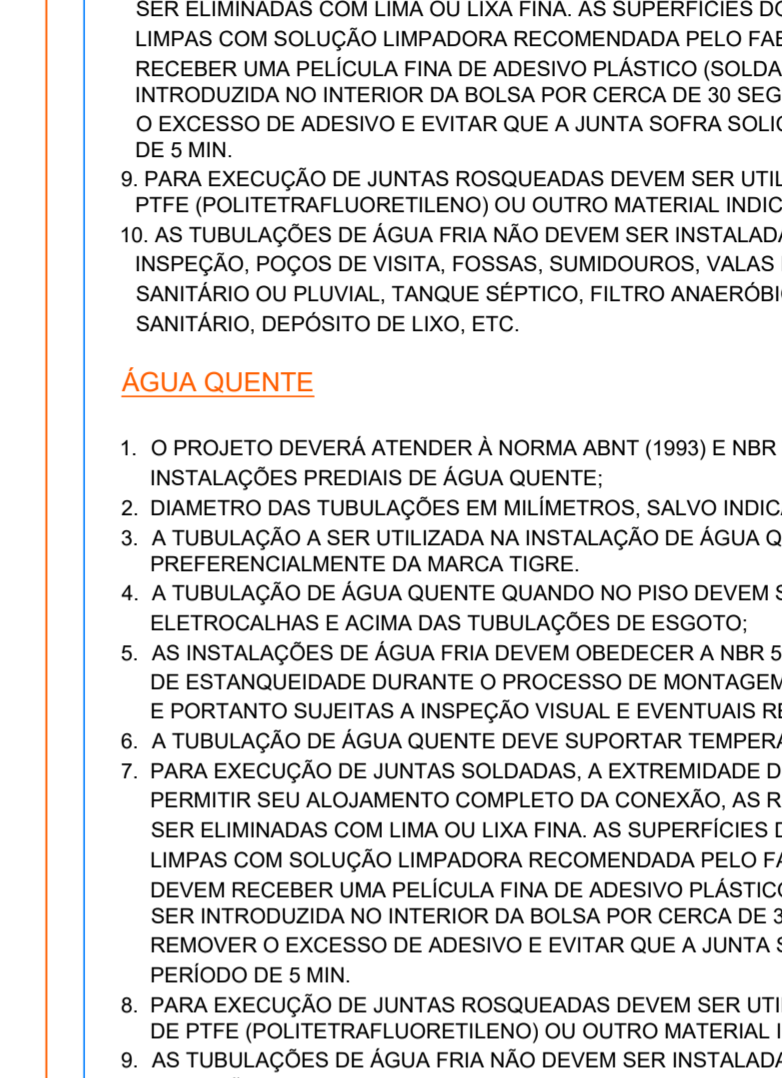 SER ELIMINADAS COM LIMA OU LIXA FINA. AS SUPERFÍCIES
LIMPAS COM SOLUÇÃO LIMPADORA RECOMENDADA PELO
RECEBER UMA PELÍCULA FINA DE ADESIVO PLÁSTICO
INTRODUZIDA NO INTERIOR DA BOLSA POR CERCA DE 30
O EXCESSO DE ADESIVO E EVITAR QUE A JUNTA SOFRA
DE 5 MIN.
9. PARA EXECUÇÃO DE JUNTAS ROSQUEADAS DEVEM SER
PTFE (POLITETRAFLUORETILENO) OU OUTRO MATERIAL
10. AS TUBULAÇÕES DE ÁGUA FRIA NÃO DEVEM SER
INSPEÇÃO, POÇOS DE VISITA, FOSSAS, SUMIDOUROS, VALAS
SANITÁRIO OU PLUVIAL, TANQUE SÉPTICO, FILTRO
SANITÁRIO, DEPÓSITO DE LIXO, ETC.
ÁGUA QUENTE
1. O PROJETO DEVERÁ ATENDER À NORMA ABNT (1993) E NBR
INSTALAÇÕES PREDIAIS DE ÁGUA QUENTE;
2. DIAMETRO DAS TUBULAÇÕES EM MILÍMETROS, SALVO
3. A TUBULAÇÃO A SER UTILIZADA NA INSTALAÇÃO DE ÁGUA
PREFERENCIALMENTE DA MARCA TIGRE.
4. A TUBULAÇÃO DE ÁGUA QUENTE QUANDO NO PISO DEVEM
ELETROCALHAS E ACIMA DAS TUBULAÇÕES DE ESGOTO;
5. AS INSTALAÇÕES DE ÁGUA FRIA DEVEM OBEDECER A NBR
DE ESTANQUEIDADE DURANTE O PROCESSO DE
E PORTANTO SUJEITAS A INSPEÇÃO VISUAL E EVENTUAIS
6. A TUBULAÇÃO DE ÁGUA QUENTE DEVE SUPORTAR
7. PARA EXECUÇÃO DE JUNTAS SOLDADAS, A EXTREMIDADE
PERMITIR SEU ALOJAMENTO COMPLETO DA CONEXÃO, AS
SER ELIMINADAS COM LIMA OU LIXA FINA. AS SUPERFÍCIES
LIMPAS COM SOLUÇÃO LIMPADORA RECOMENDADA PELO
DEVEM RECEBER UMA PELÍCULA FINA DE ADESIVO
SER INTRODUZIDA NO INTERIOR DA BOLSA POR CERCA DE
REMOVER O EXCESSO DE ADESIVO E EVITAR QUE A JUNTA
PERÍODO DE 5 MIN.
8. PARA EXECUÇÃO DE JUNTAS ROSQUEADAS DEVEM SER
DE PTFE (POLITETRAFLUORETILENO) OU OUTRO MATERIAL
9. AS TUBULAÇÕES DE ÁGUA FRIA NÃO DEVEM SER